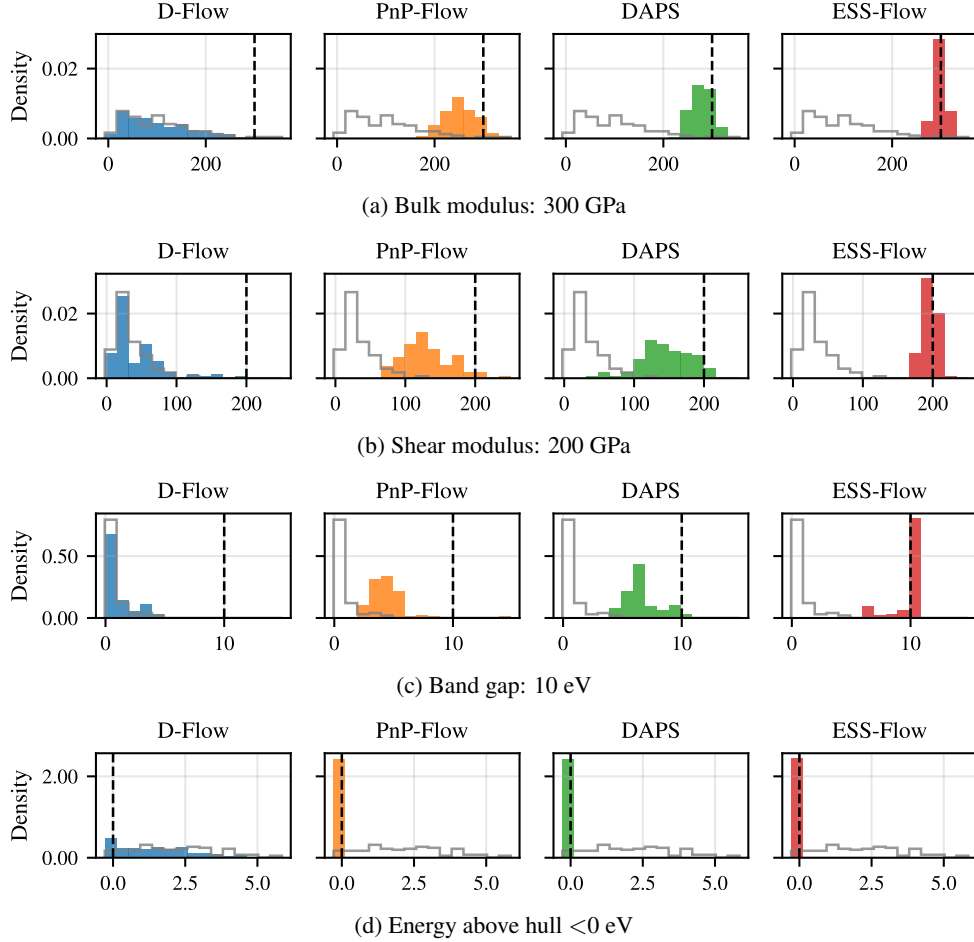 D-Flow PnP-Flow DAPS ESS-Flow
Density
0.02
0.00
0 200 0 200 0 200 0 200
(a) Bulk modulus: 300 GPa
D-Flow PnP-Flow DAPS ESS-Flow
Density
0.02
0.00
0 100 200 0 100 200 0 100 200 0 100 200
(b) Shear modulus: 200 GPa
D-Flow PnP-Flow DAPS ESS-Flow
Density
0.50
0.00
0 10 0 10 0 10 0 10
(c) Band gap: 10 eV
D-Flow PnP-Flow DAPS ESS-Flow
Density
2.00
0.00
0.0 2.5 5.0 0.0 2.5 5.0 0.0 2.5 5.0 0.0 2.5 5.0
(d) Energy above hull <0 eV